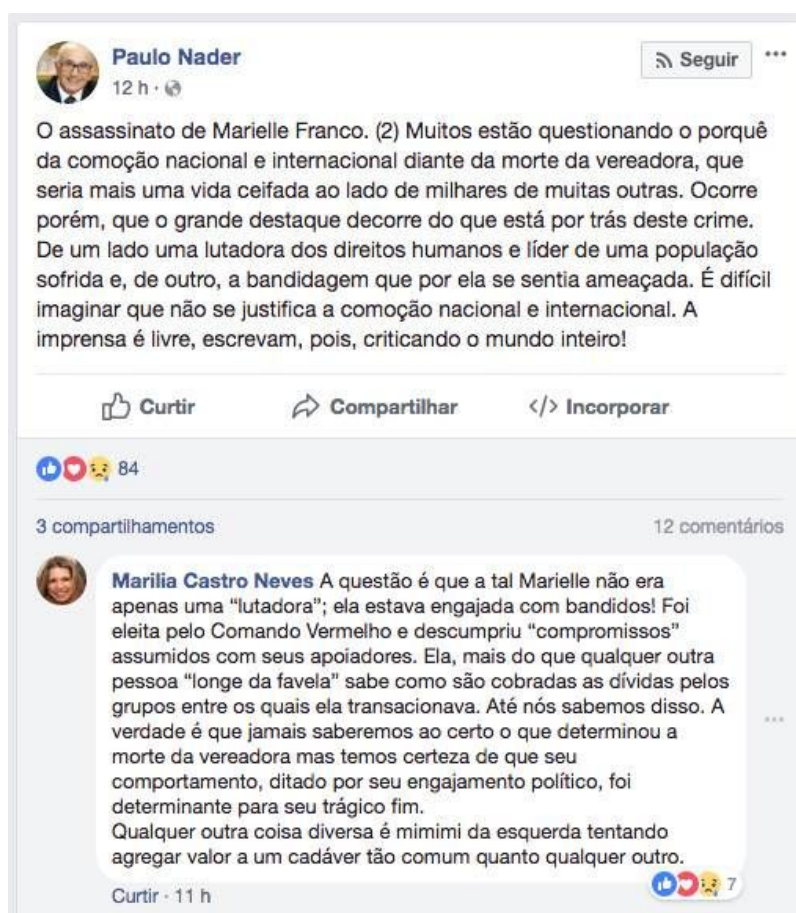 Paulo Nader
Seguir
12 h ·
O assassinato de Marielle Franco. (2) Muitos estão questionando o porquê
da comoção nacional e internacional diante da morte da vereadora, que
seria mais uma vida ceifada ao lado de milhares de muitas outras. Ocorre
porém, que o grande destaque decorre do que está por trás deste crime.
De um lado uma lutadora dos direitos humanos e líder de uma população
sofrida e, de outro, a bandidagem que por ela se sentia ameaçada. É difícil
imaginar que não se justifica a comoção nacional e internacional. A
imprensa é livre, escrevam, pois, criticando o mundo inteiro!
Curtir
Compartilhar
</> Incorporar
84
3 compartilhamentos
12 comentários
Marilia Castro Neves A questão é que a tal Marielle não era
apenas uma “lutadora”; ela estava engajada com bandidos! Foi
eleita pelo Comando Vermelho e descumpriu “compromissos”
assumidos com seus apoiadores. Ela, mais do que qualquer outra
pessoa “longe da favela” sabe como são cobradas as dívidas pelos
grupos entre os quais ela transacionava. Até nós sabemos disso. A
verdade é que jamais saberemos ao certo o que determinou a
morte da vereadora mas temos certeza de que seu
comportamento, ditado por seu engajamento político, foi
determinante para seu trágico fim.
Qualquer outra coisa diversa é mimimi da esquerda tentando
agregar valor a um cadáver tão comum quanto qualquer outro.
7
Curtir · 11 h